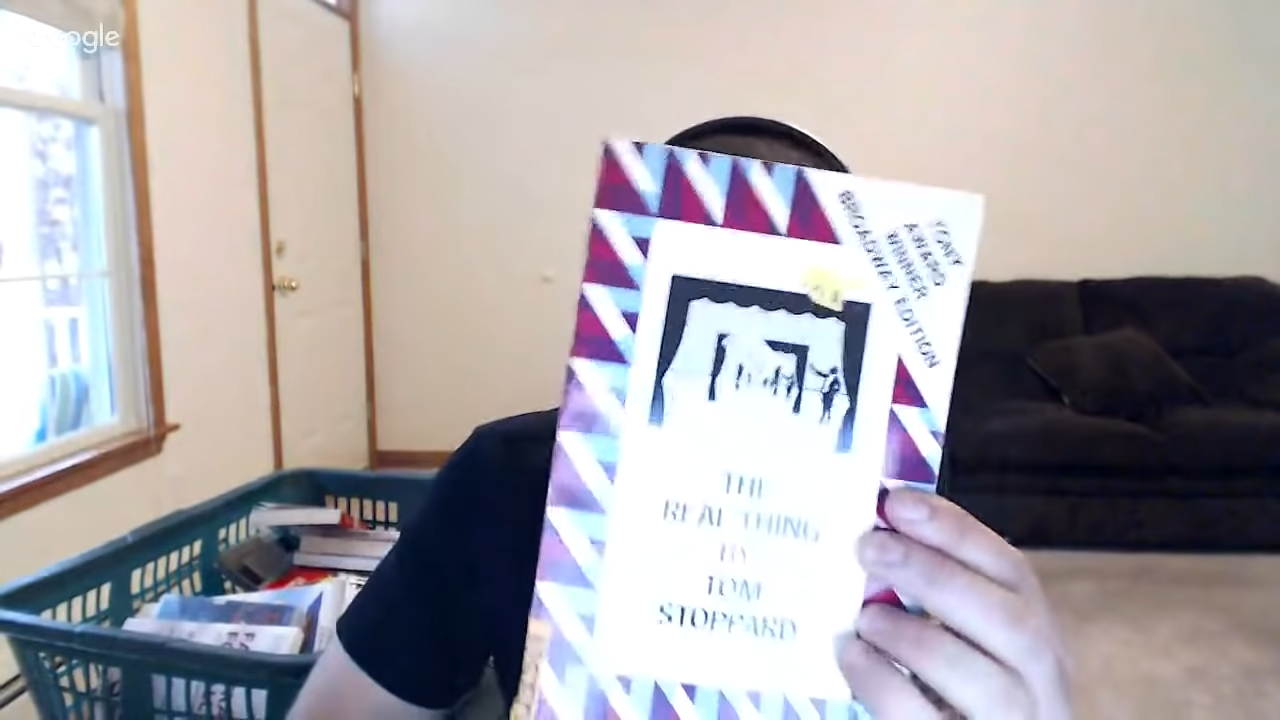 Google
TONY
AWARD
WINNER
BROADWAY EDITION
THE
REAL THING
BY
TOM
STOPPARD